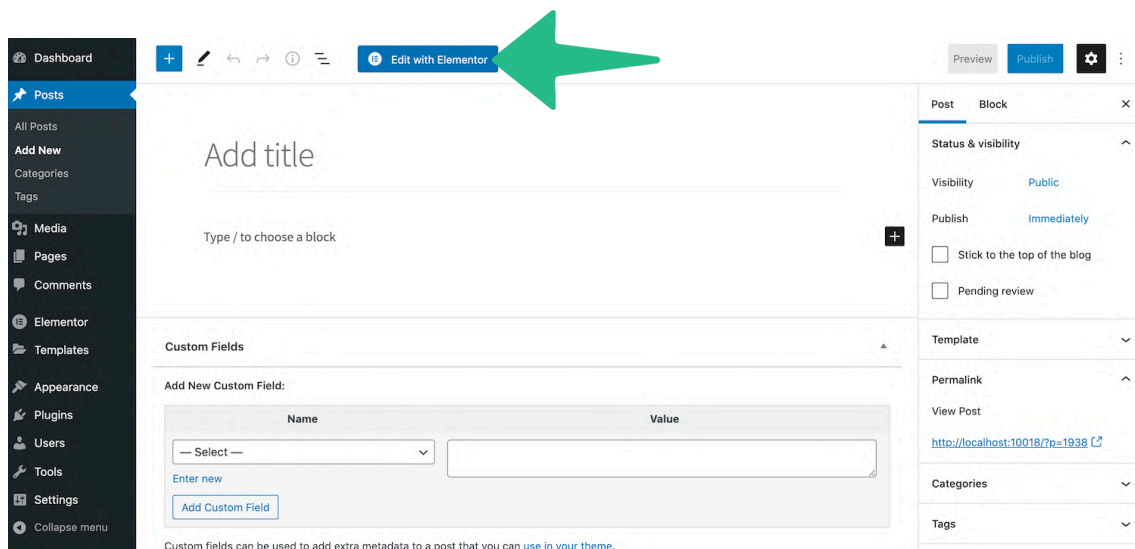 Dashboard
Posts
All Posts
Add New
Categories
Tags
Media
Pages
Comments
Elementor
Templates
Appearance
Plugins
Users
Tools
Settings
Collapse menu
Edit with Elementor
Preview
Publish
Add title
Type / to choose a block
Custom Fields
Add New Custom Field:
Name
Value
— Select —
Enter new
Add Custom Field
Custom fields can be used to add extra metadata to a post that you can use in your theme.
Post
Block
Status & visibility
Visibility
Public
Publish
Immediately
Stick to the top of the blog
Pending review
Template
Permalink
View Post
http://localhost:10018/?p=1938
Categories
Tags